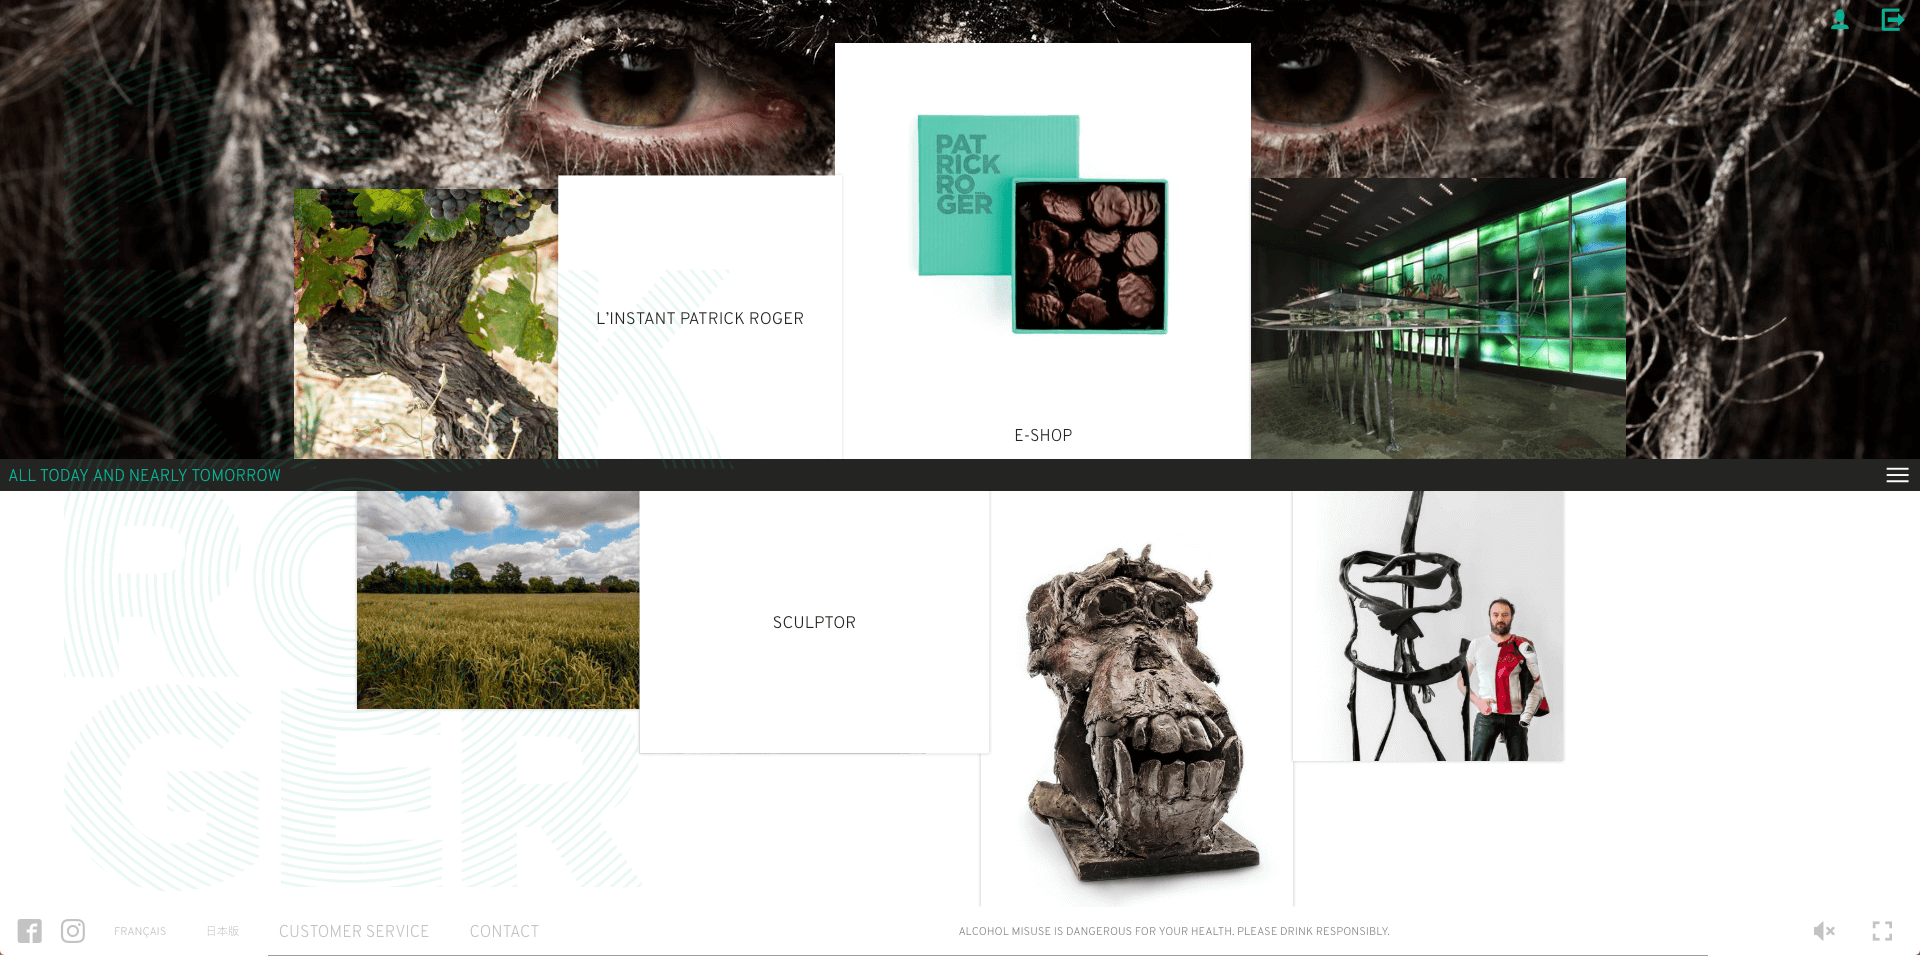 PAT
RICK
RO
GER
L'INSTANT PATRICK ROGER
E-SHOP
ALL TODAY AND NEARLY TOMORROW
SCULPTOR
FRANÇAIS
日本版
CUSTOMER SERVICE
CONTACT
ALCOHOL MISUSE IS DANGEROUS FOR YOUR HEALTH. PLEASE DRINK RESPONSIBLY.